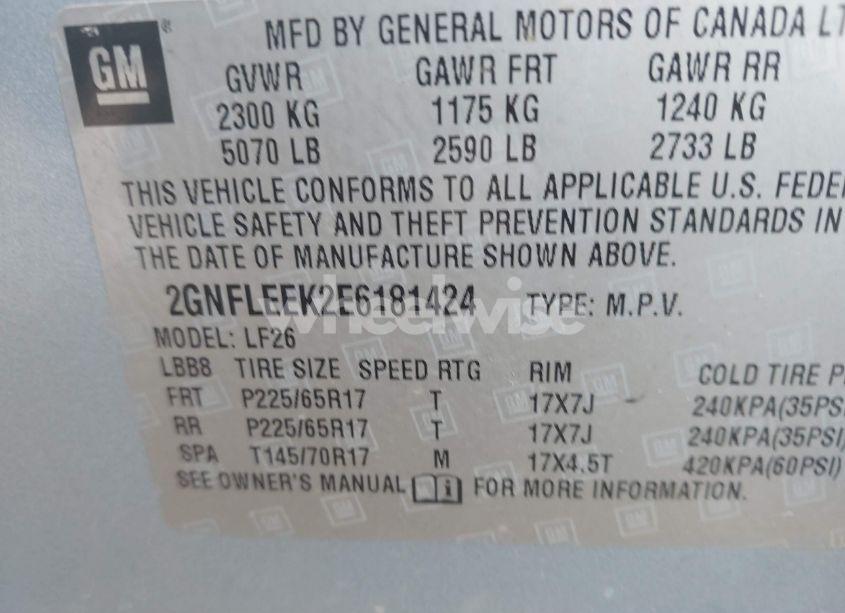 GM
MFD BY GENERAL MOTORS OF CANADA LT
GVWR GAWR FRT GAWR RR
2300 KG 1175 KG 1240 KG
5070 LB 2590 LB 2733 LB
THIS VEHICLE CONFORMS TO ALL APPLICABLE U.S. FEDER
VEHICLE SAFETY AND THEFT PREVENTION STANDARDS IN
THE DATE OF MANUFACTURE SHOWN ABOVE.
2GNFLEEK2E6181424 TYPE: M.P.V.
wheelwise
MODEL: LF26
LBB8 TIRE SIZE SPEED RTG RIM COLD TIRE P
FRT P225/65R17 T 17X7J 240KPA(35PSI
RR P225/65R17 T 17X7J 240KPA(35PSI)
SPA T145/70R17 M 17X4.5T 420KPA(60PSI)
SEE OWNER'S MANUAL i FOR MORE INFORMATION.